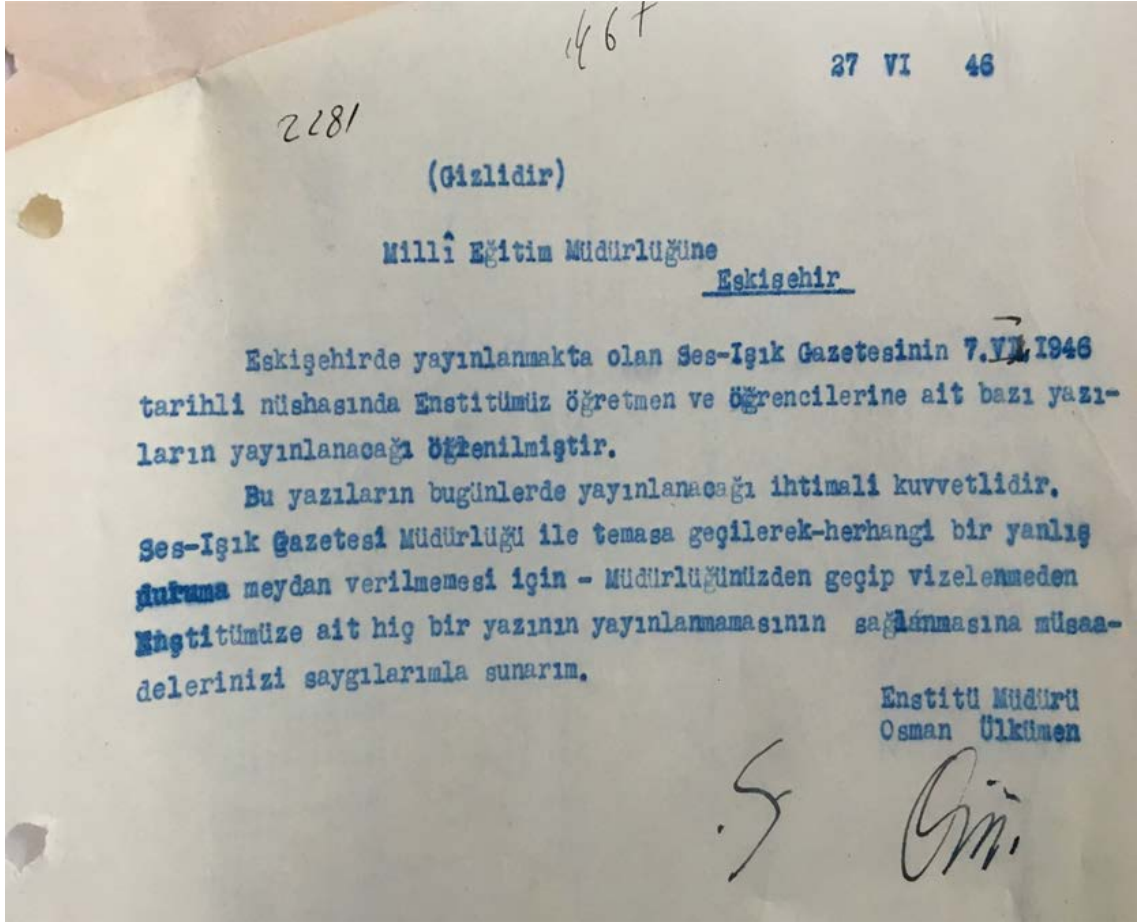 467
27 VI 46
2281
(Gizlidir)
Millî Eğitim Müdürlüğüne
Eskişehir
Eskişehirde yayınlanmakta olan Ses-Işık Gazetesinin 7. I946
tarihli nüshasında Enstitümüz öğretmen ve öğrencilerine ait bazı yazı-
ların yayınlanacağı öğrenilmiştir.
Bu yazıların bugünlerde yayınlanacağı ihtimali kuvvetlidir.
Ses-Işık Gazetesi Müdürlüğü ile temasa geçilerek-herhangi bir yanlış
duruma meydan verilmemesi için - Müdürlüğünüzden geçip vizelenmeden
Enstitümüze ait hiç bir yazının yayınlanmamasının sağlanmasına müsaa-
delerinizi saygılarımla sunarım.
Enstitü Müdürü
Osman Ülkümen